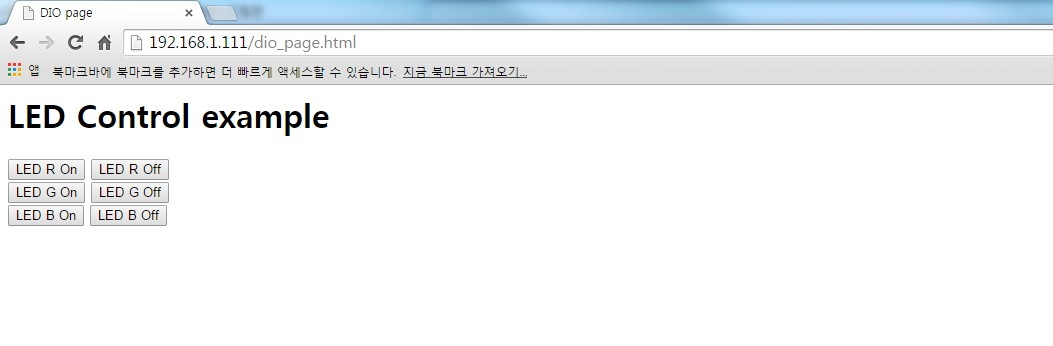 DIO page
192.168.1.111/dio_page.html
앱 북마크바에 북마크를 추가하면 더 빠르게 액세스할 수 있습니다. 지금 북마크 가져오기...
LED Control example
LED R On LED R Off
LED G On LED G Off
LED B On LED B Off